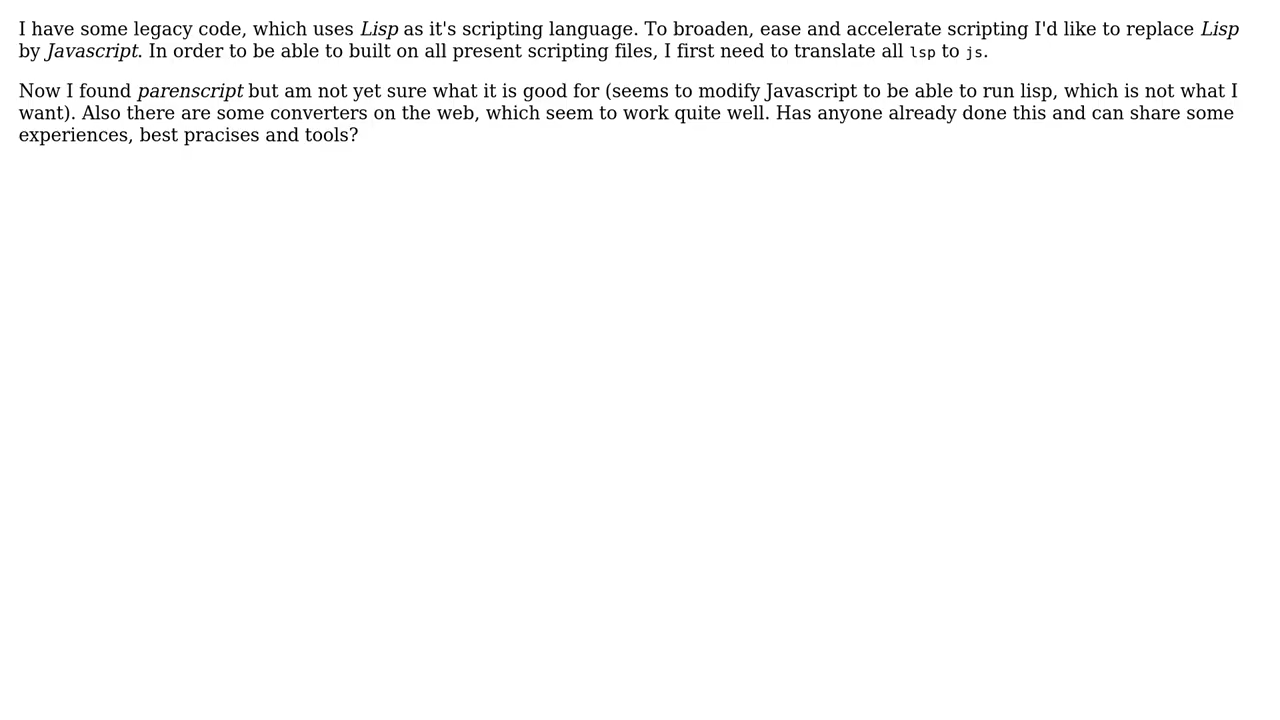 I have some legacy code, which uses Lisp as it's scripting language. To broaden, ease and accelerate scripting I'd like to replace Lisp
by Javascript. In order to be able to built on all present scripting files, I first need to translate all lsp to js.
Now I found parenscript but am not yet sure what it is good for (seems to modify Javascript to be able to run lisp, which is not what I
want). Also there are some converters on the web, which seem to work quite well. Has anyone already done this and can share some
experiences, best pracises and tools?